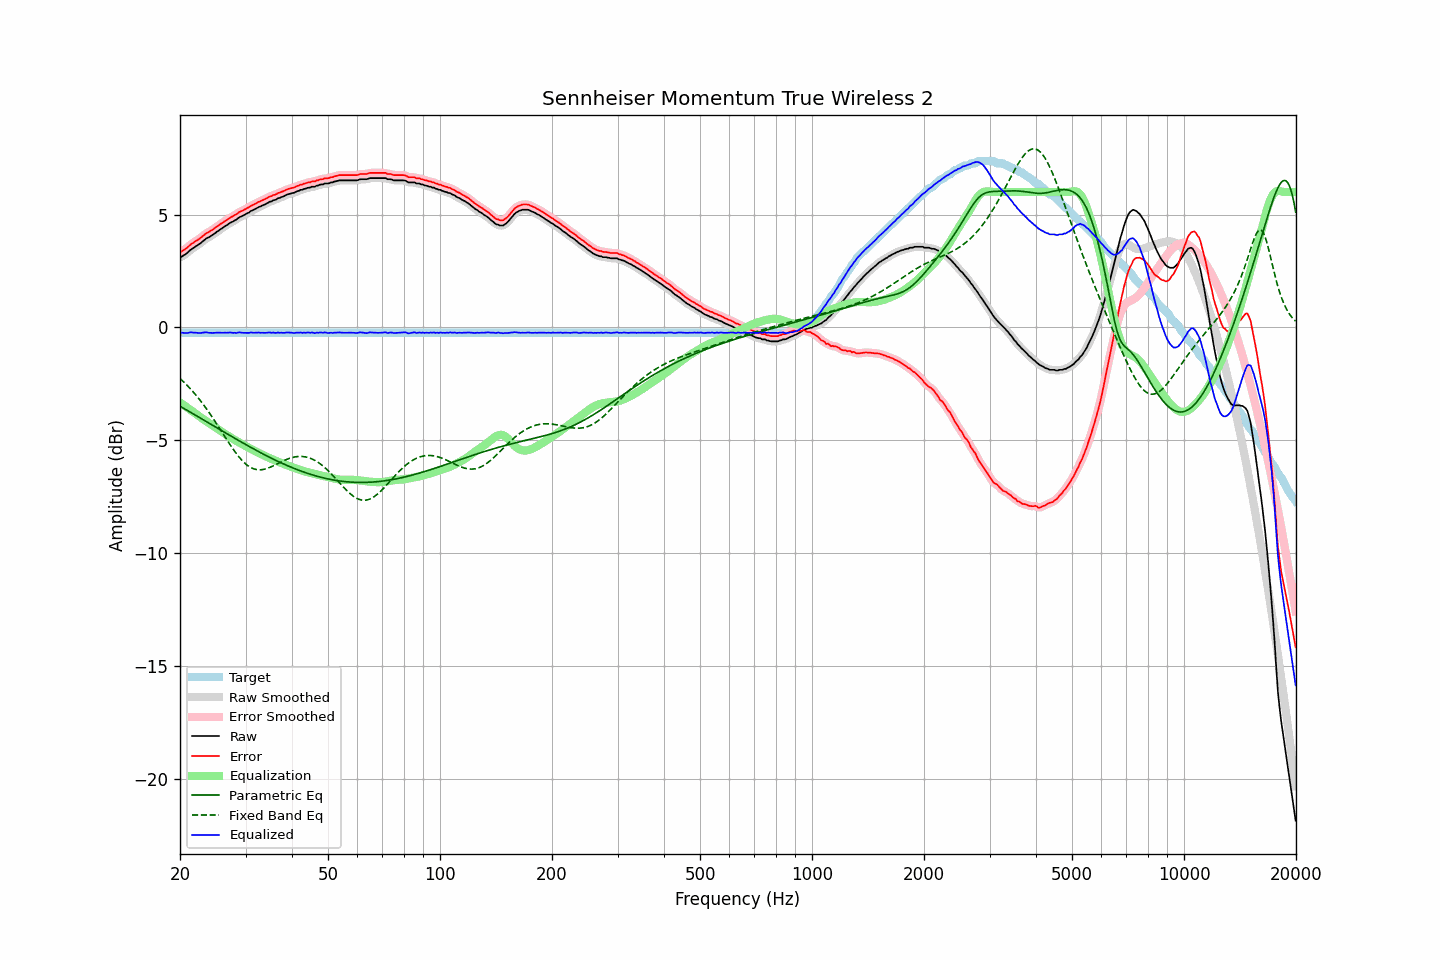 Sennheiser Momentum True Wireless 2
Amplitude (dBr)
5
0
−5
−10
−15
−20
Target
Raw Smoothed
Error Smoothed
Raw
Error
Equalization
Parametric Eq
Fixed Band Eq
Equalized
20 50 100 200 500 1000 2000 5000 10000 20000
Frequency (Hz)